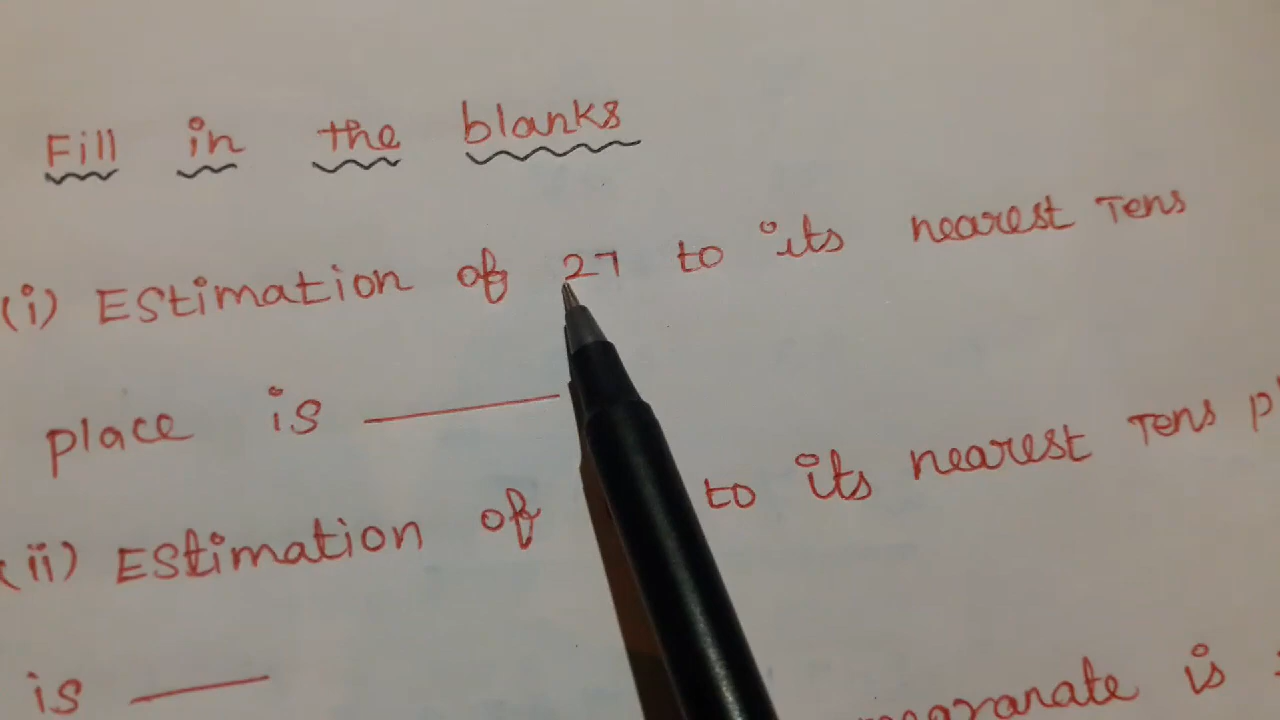 Fill in the blanks
(i) Estimation of 27 to its nearest Tens
place is
(ii) Estimation of to its nearest Tens
is
is